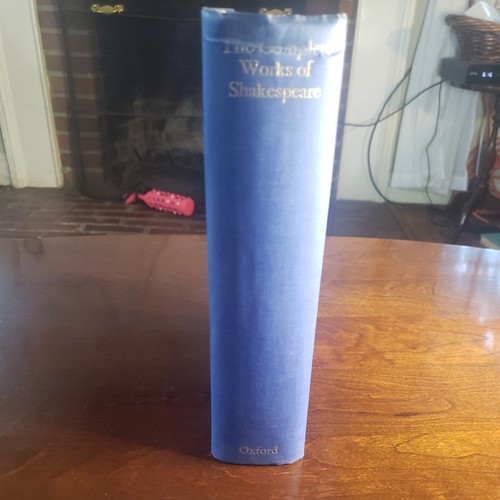 The Complete
Works of
Shakespeare
Oxford